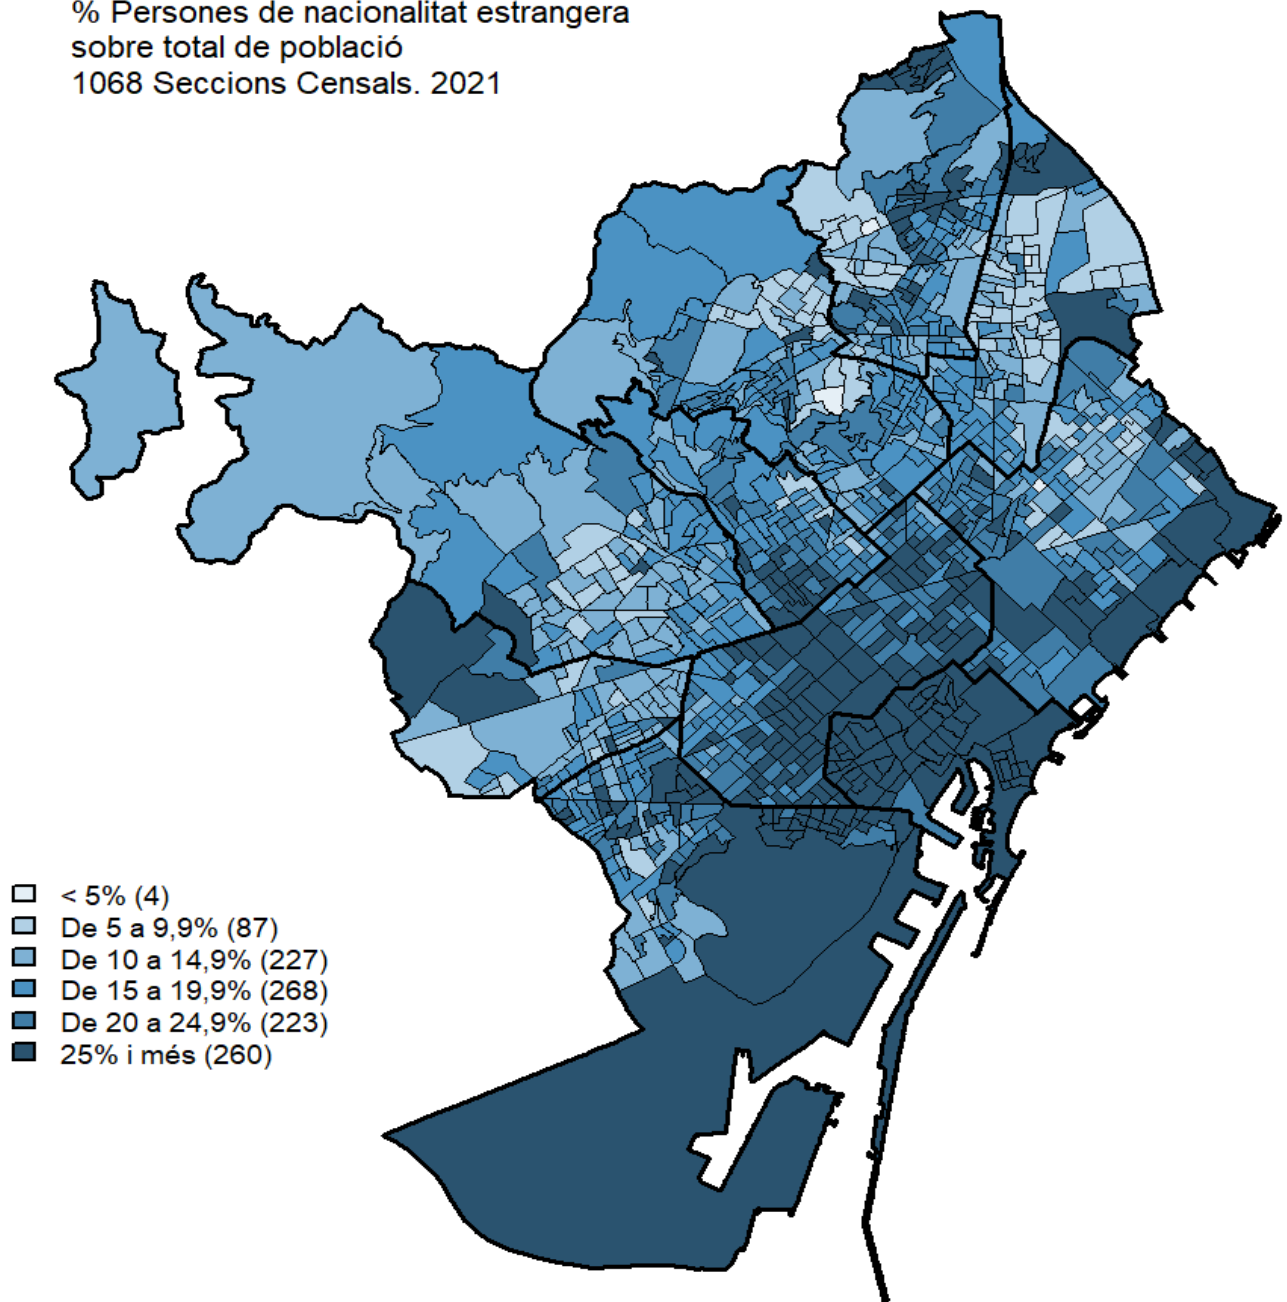 % Persones de nacionalitat estrangera
sobre total de població
1068 Seccions Censals. 2021
< 5% (4)
De 5 a 9,9% (87)
De 10 a 14,9% (227)
De 15 a 19,9% (268)
De 20 a 24,9% (223)
25% i més (260)